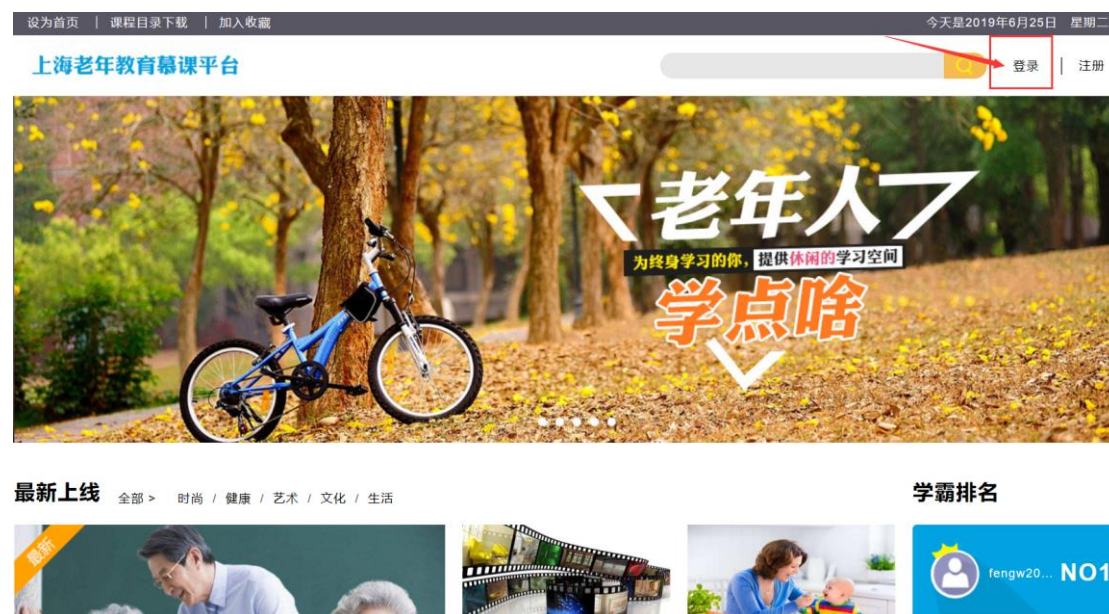 设为首页 | 课程目录下载 | 加入收藏 今天是2019年6月25日 星期二
上海老年教育慕课平台 登录 | 注册
老年人
为终身学习的你，提供休闲的学习空间
学点啥
最新上线 全部 > 时尚 / 健康 / 艺术 / 文化 / 生活 学霸排名
最新
fengw20... NO1